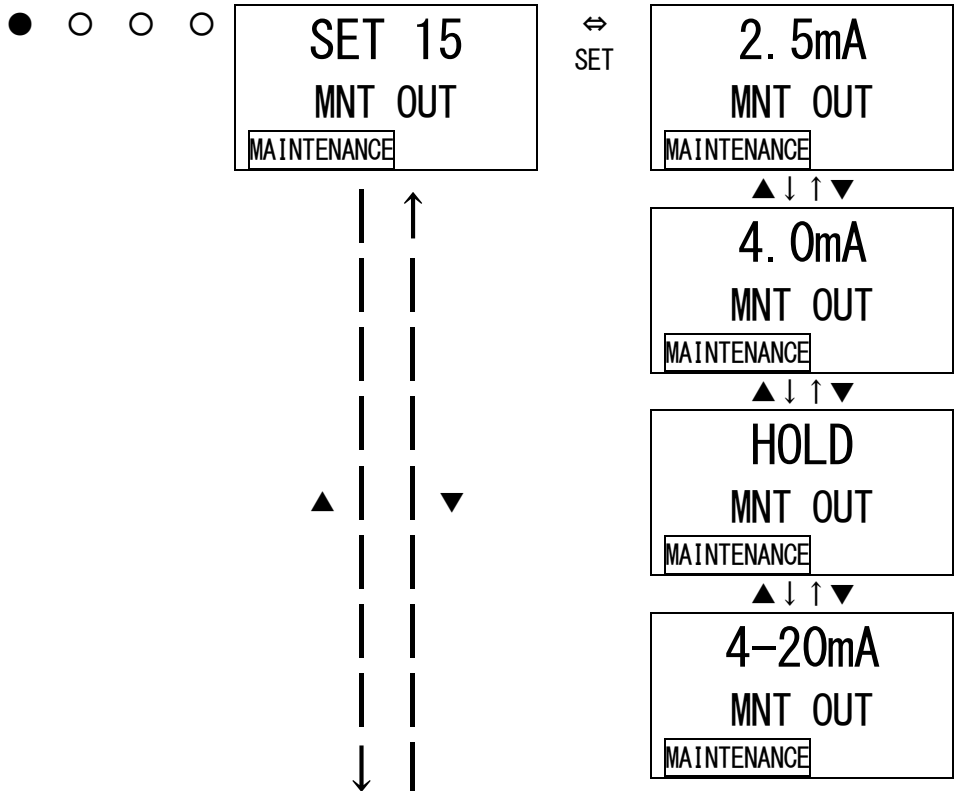 ● ○ ○ ○
SET 15
MNT OUT
MAINTENANCE
⇔
SET
2.5mA
MNT OUT
MAINTENANCE
▲↓↑▼
4.0mA
MNT OUT
MAINTENANCE
▲↓↑▼
HOLD
MNT OUT
MAINTENANCE
▲↓↑▼
4-20mA
MNT OUT
MAINTENANCE
▲ ▼